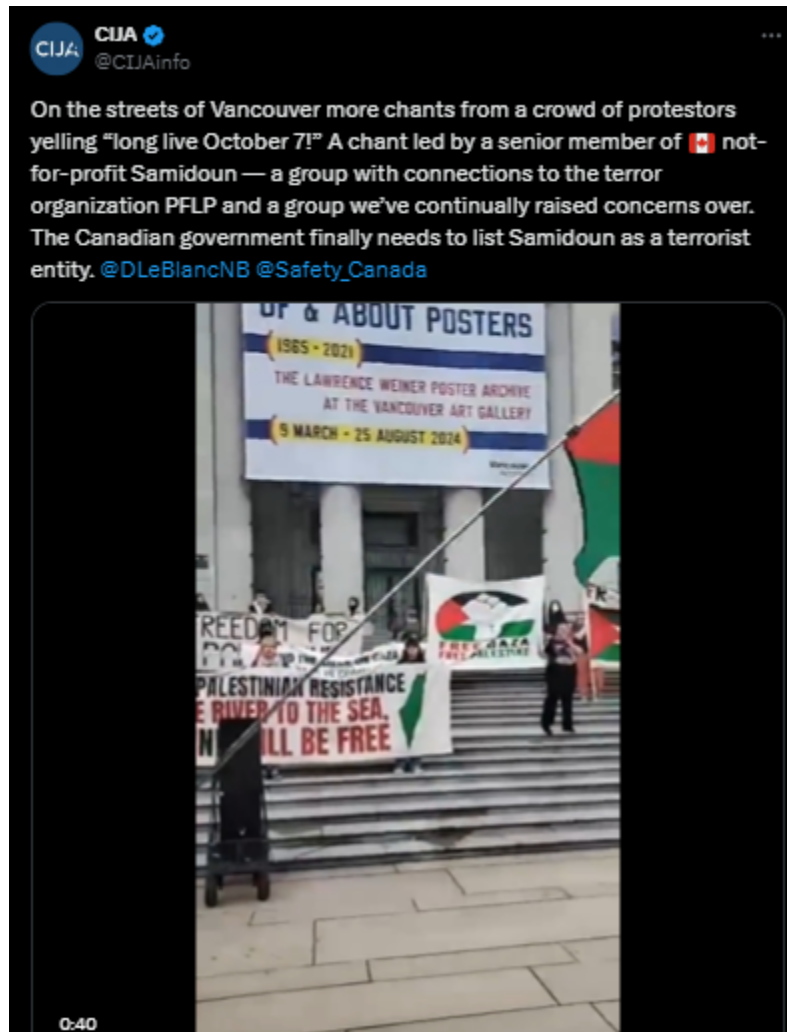 CIJA
CIJA
@CIJAinfo
On the streets of Vancouver more chants from a crowd of protestors
yelling “long live October 7!” A chant led by a senior member of 🇨🇦 not-
for-profit Samidoun — a group with connections to the terror
organization PFLP and a group we’ve continually raised concerns over.
The Canadian government finally needs to list Samidoun as a terrorist
entity. @DLeBlancNB @Safety_Canada
OF & ABOUT POSTERS
(1965 - 2021)
THE LAWRENCE WEINER POSTER ARCHIVE
AT THE VANCOUVER ART GALLERY
(9 MARCH - 25 AUGUST 2024)
REEDOM FOR
FREE GAZA
FREE PALESTINE
PALESTINIAN RESISTANCE
E RIVER TO THE SEA,
ILL BE FREE
0:40